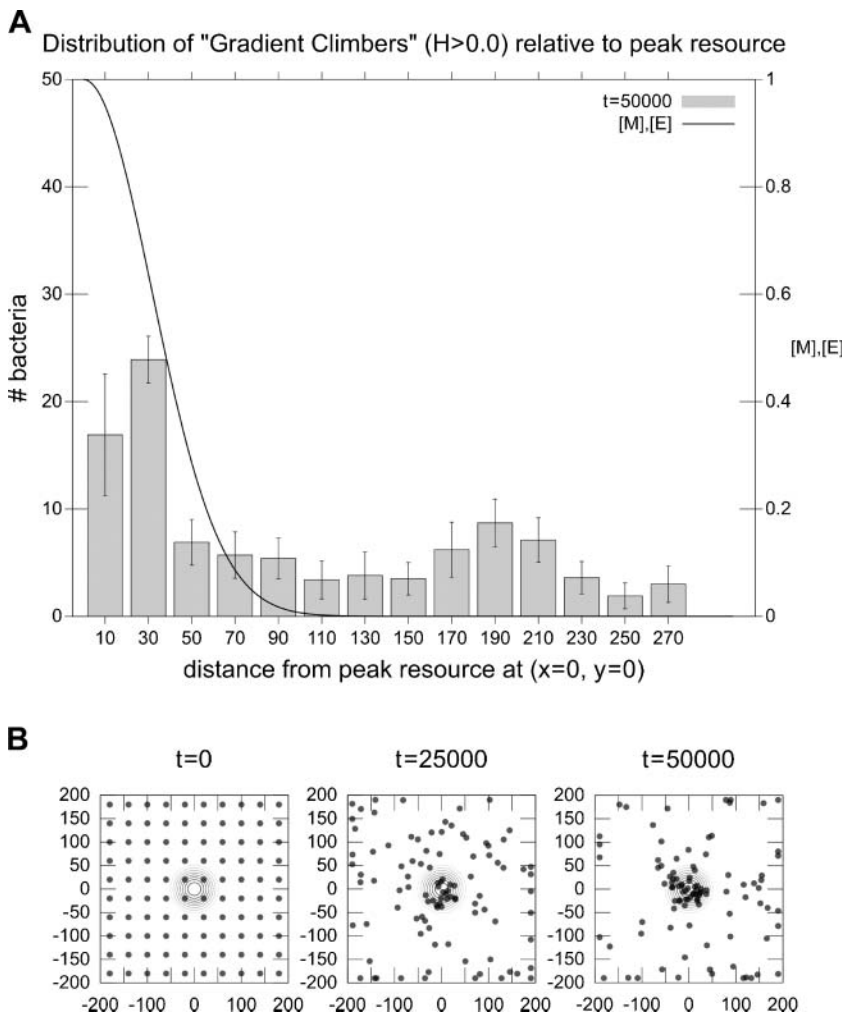 A
Distribution of "Gradient Climbers" (H>0.0) relative to peak resource
50
40
30
20
10
0
# bacteria
t=50000
[M],[E]
1
0.8
0.6
0.4
0.2
0
[M],[E]
10 30 50 70 90 110 130 150 170 190 210 230 250 270
distance from peak resource at (x=0, y=0)
B
t=0 t=25000 t=50000
200 200 200
150 150 150
100 100 100
50 50 50
0 0 0
-50 -50 -50
-100 -100 -100
-150 -150 -150
-200 -200 -200
-200 -100 0 100 200 -200 -100 0 100 200 -200 -100 0 100 200